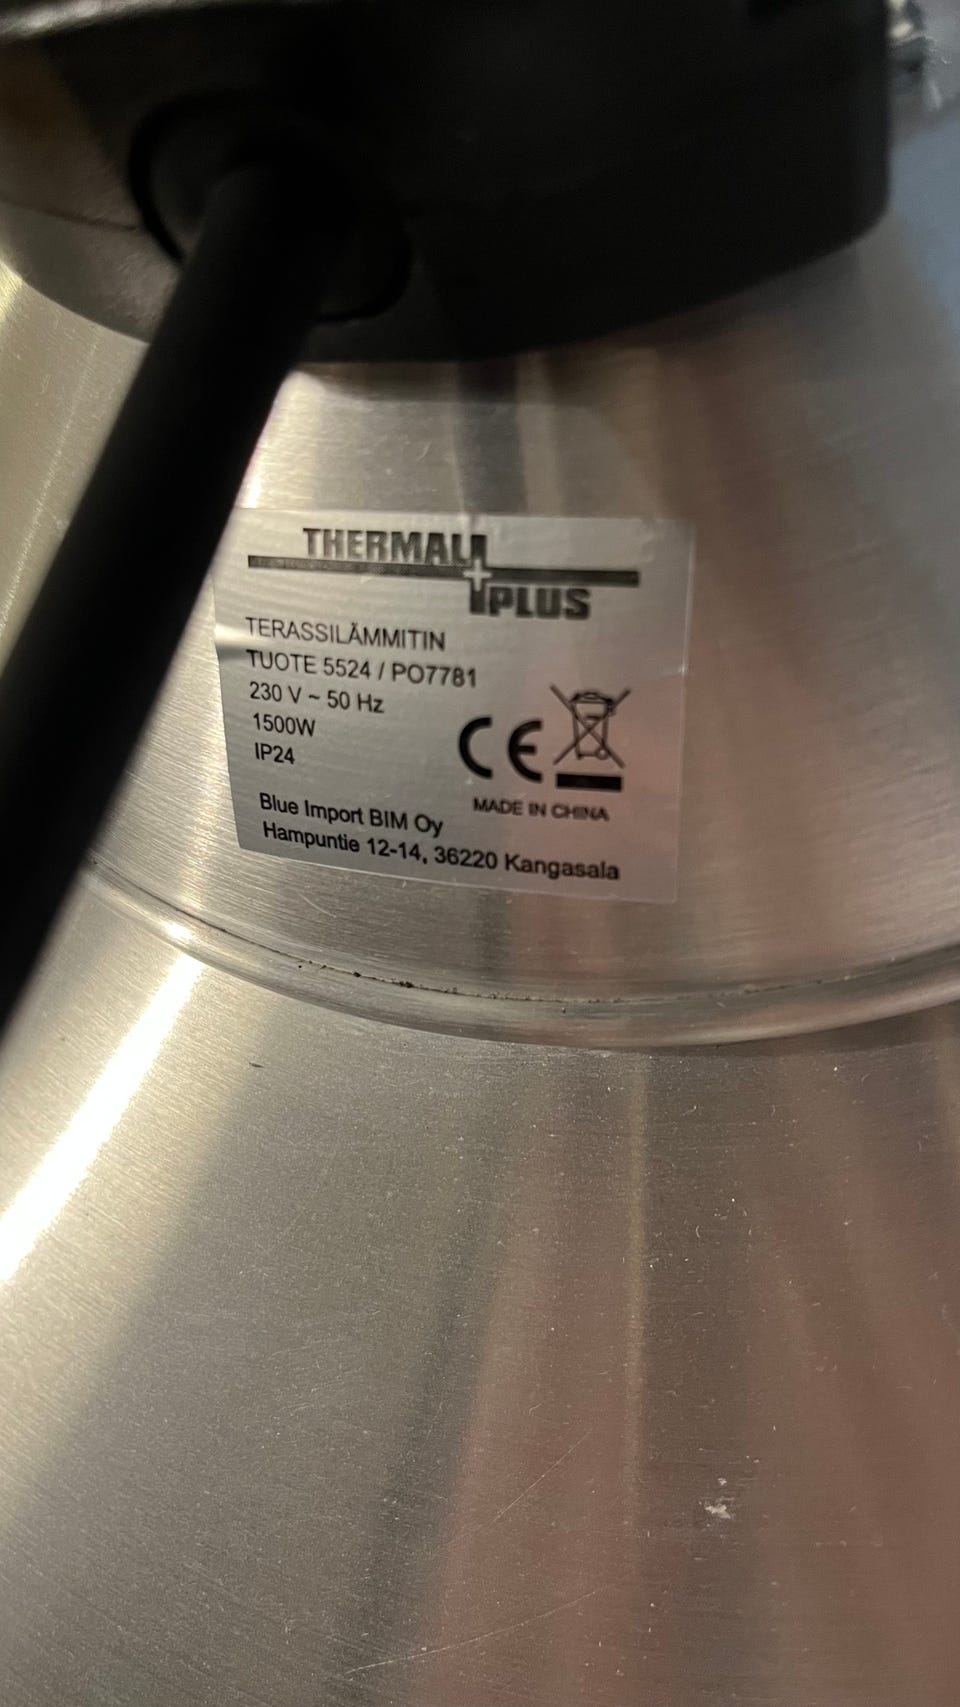 THERMAL
PLUS
TERASSILÄMMITIN
TUOTE 5524 / PO7781
230 V ~ 50 Hz
1500W
IP24
CE
MADE IN CHINA
Blue Import BIM Oy
Hampuntie 12-14, 36220 Kangasala